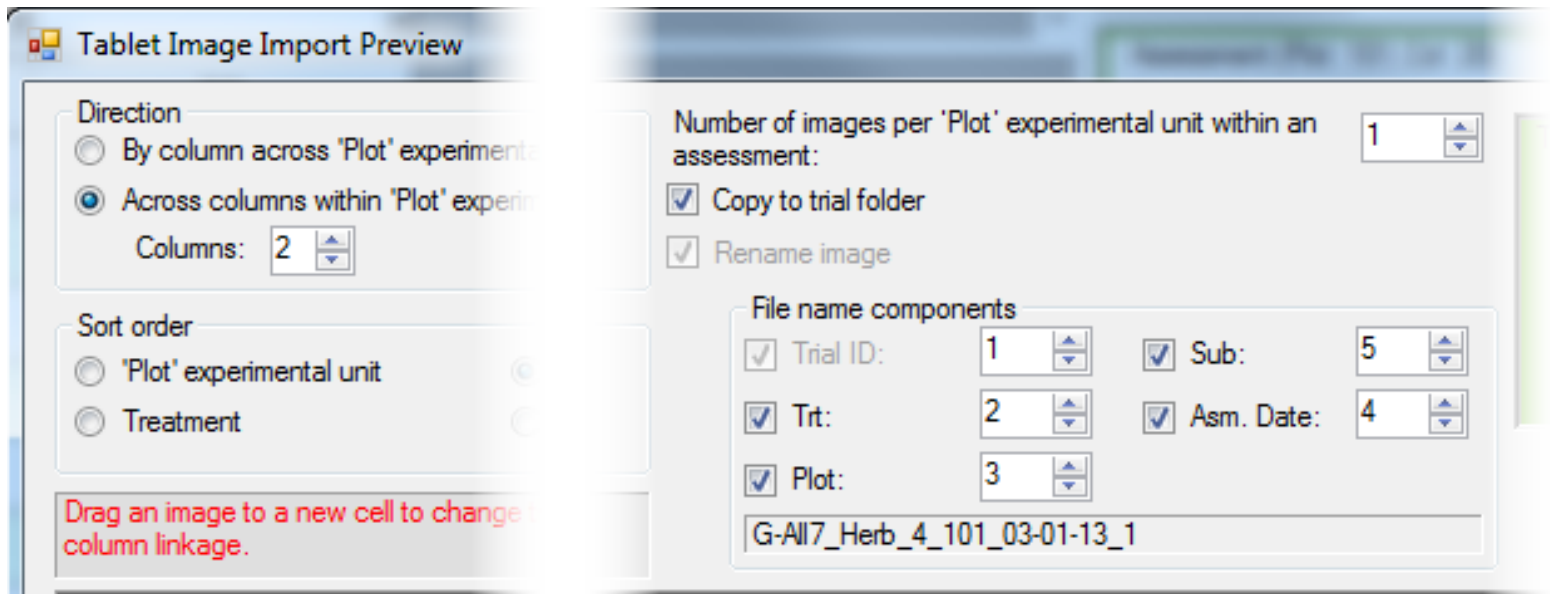 Tablet Image Import Preview
Direction
By column across 'Plot'
Across columns within 'Plot'
Columns: 2
Sort order
'Plot' experimental unit
Treatment
Drag an image to a new cell to change
column linkage.
Number of images per 'Plot' experimental unit within an
assessment:
1
Copy to trial folder
Rename image
File name components
Trial ID: 1 Sub: 5
Trt: 2 Asm. Date: 4
Plot: 3
G-All7_Herb_4_101_03-01-13_1